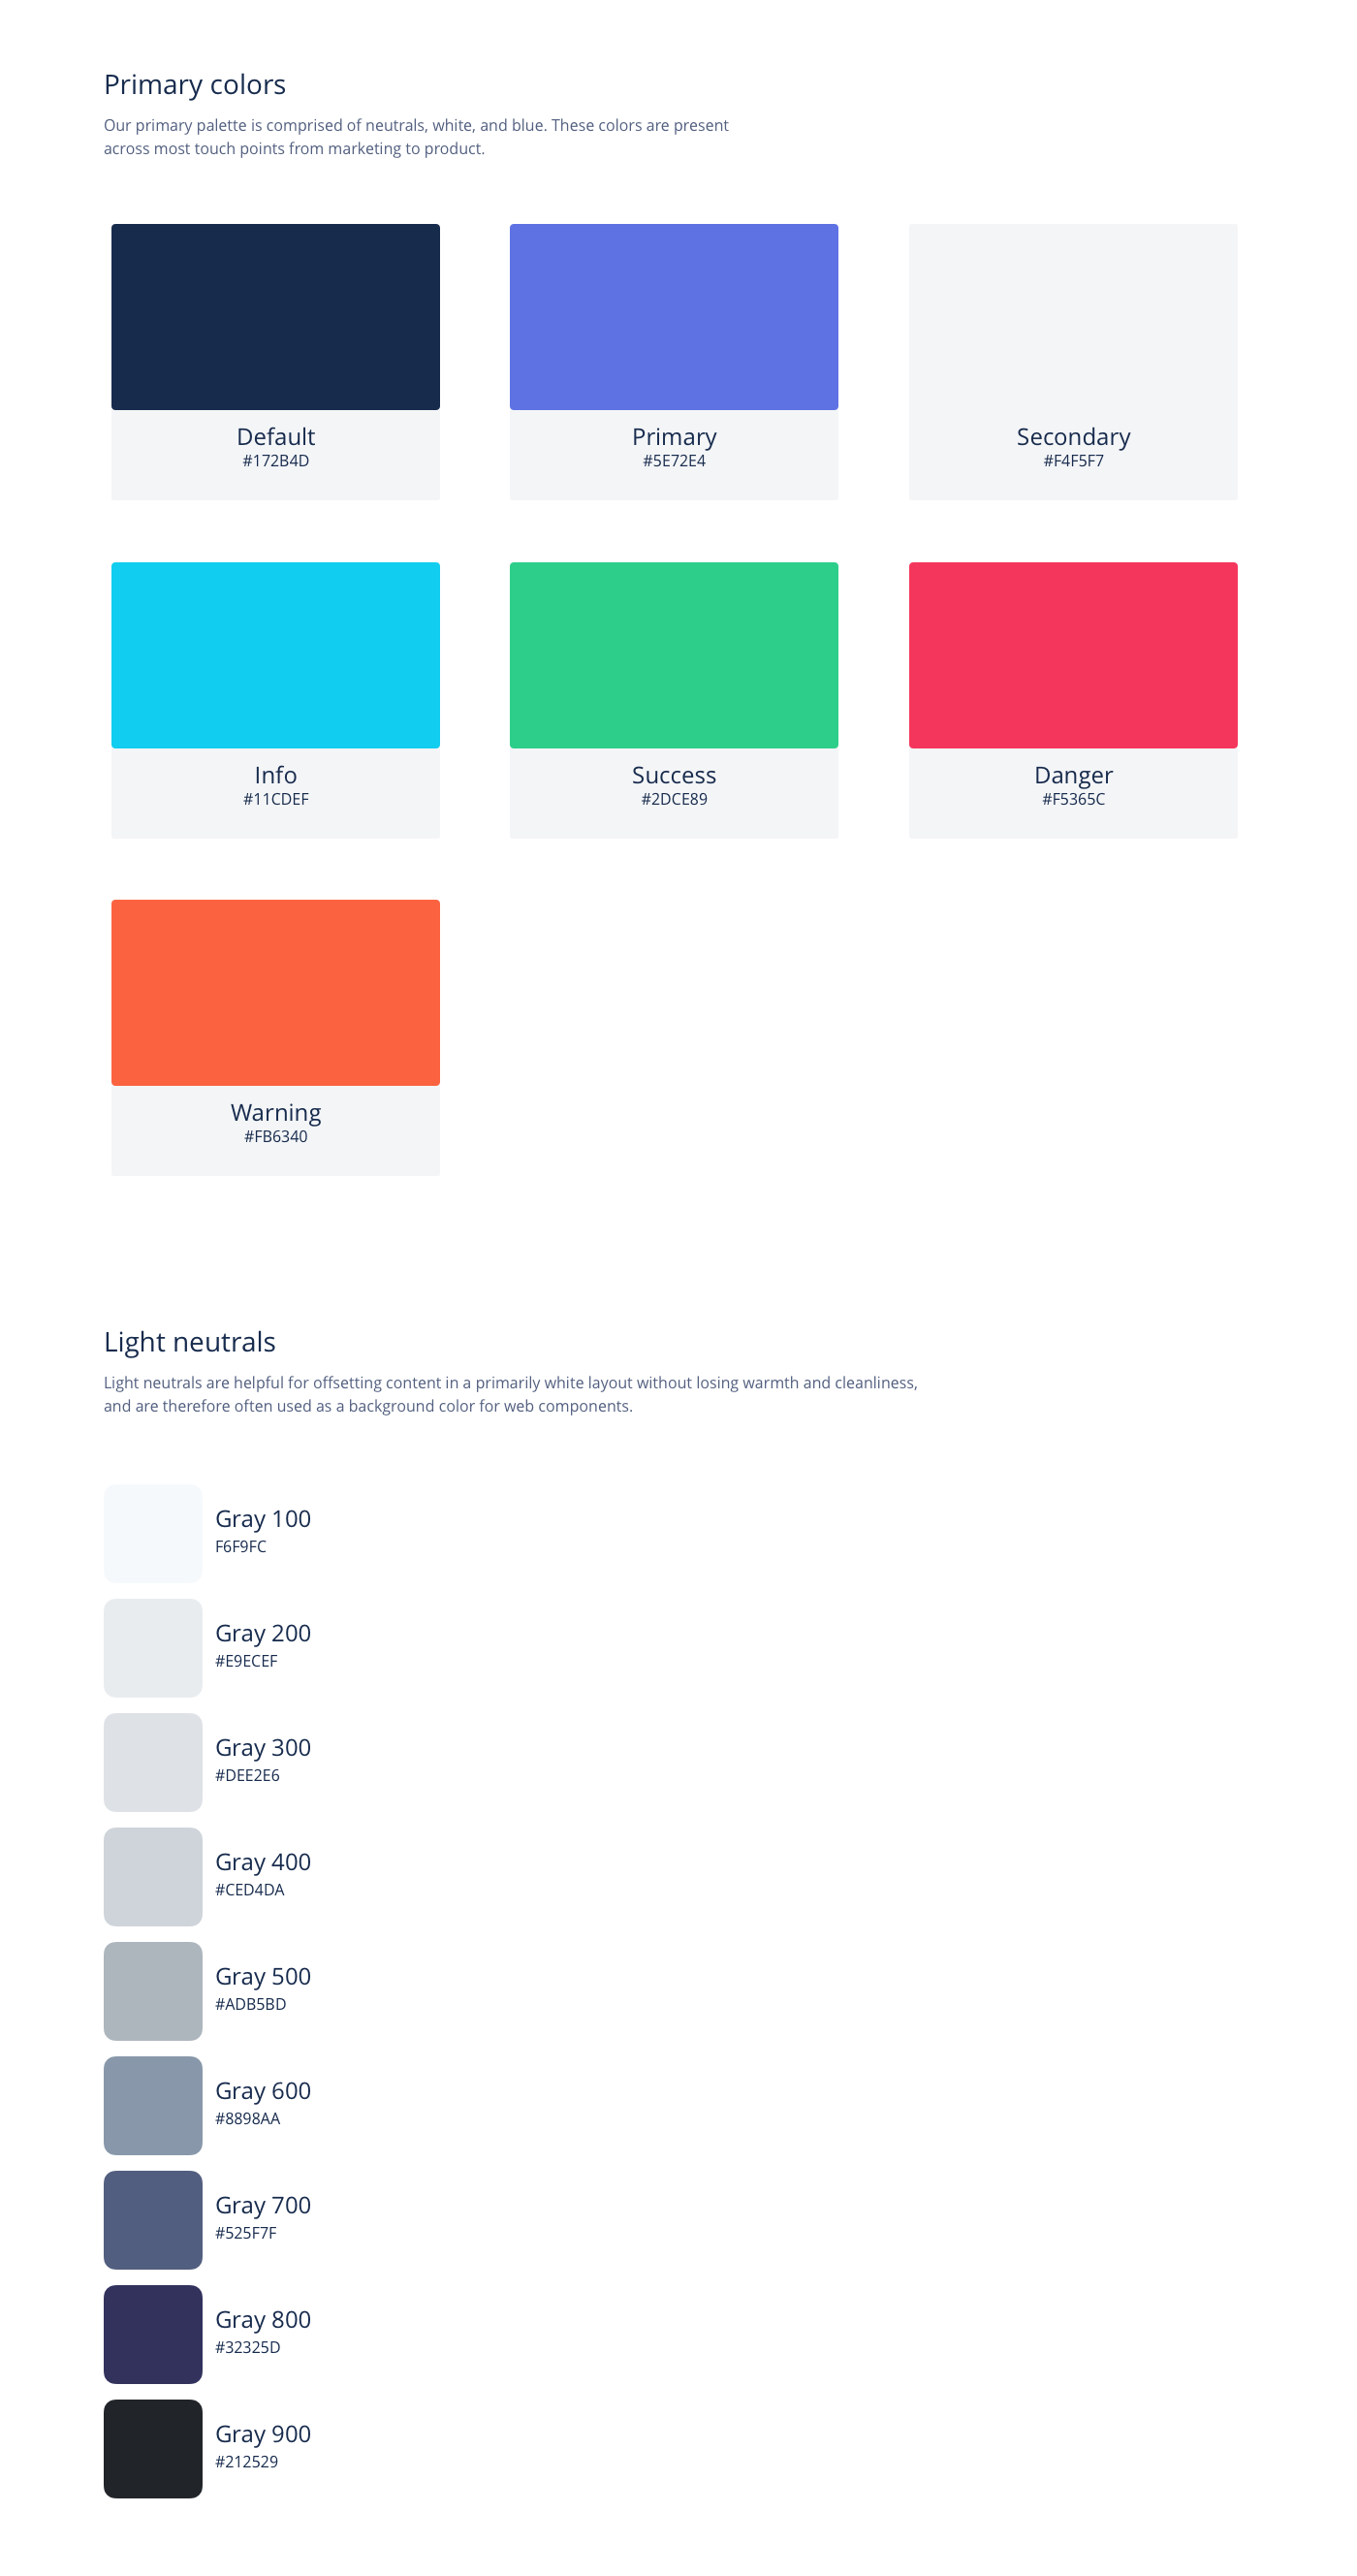 Primary colors
Our primary palette is comprised of neutrals, white, and blue. These colors are present
across most touch points from marketing to product.
Default
#172B4D
Primary
#5E72E4
Secondary
#F4F5F7
Info
#11CDEF
Success
#2DCE89
Danger
#F5365C
Warning
#FB6340
Light neutrals
Light neutrals are helpful for offsetting content in a primarily white layout without losing warmth and cleanliness,
and are therefore often used as a background color for web components.
Gray 100
F6F9FC
Gray 200
#E9ECEF
Gray 300
#DEE2E6
Gray 400
#CED4DA
Gray 500
#ADB5BD
Gray 600
#8898AA
Gray 700
#525F7F
Gray 800
#32325D
Gray 900
#212529